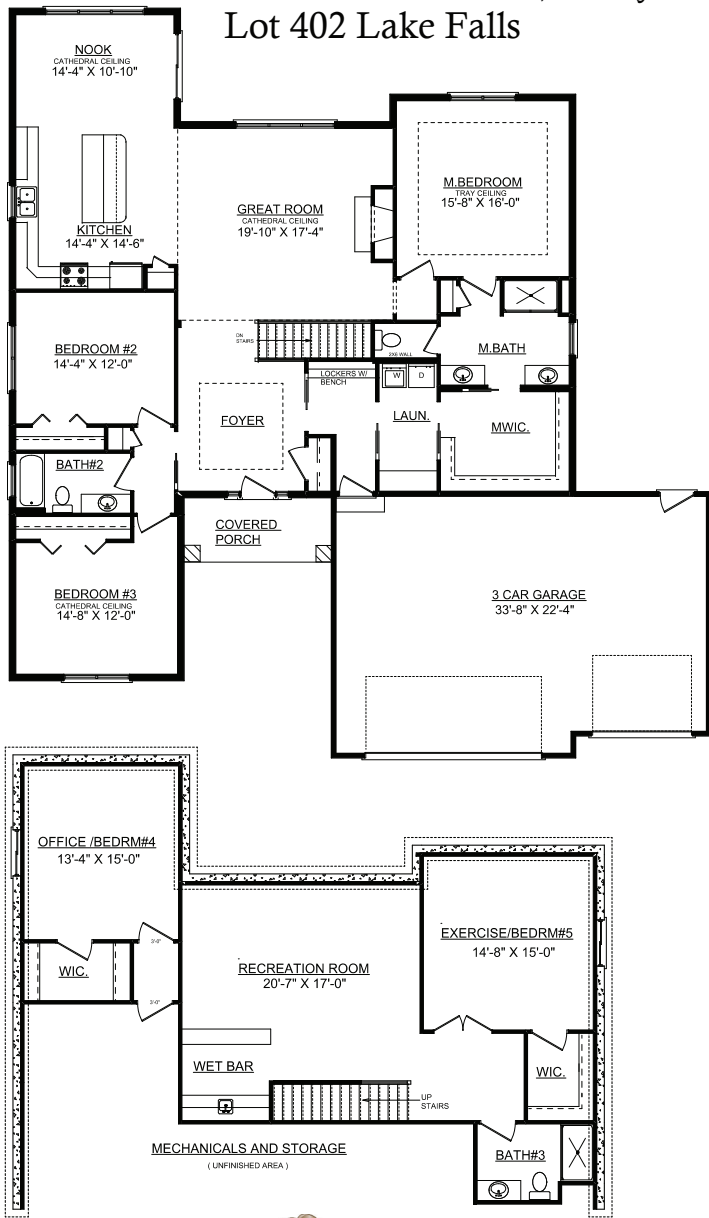 Lot 402 Lake Falls
NOOK
CATHEDRAL CEILING
14'-4" X 10'-10"
M.BEDROOM
TRAY CEILING
15'-8" X 16'-0"
GREAT ROOM
CATHEDRAL CEILING
19'-10" X 17'-4"
KITCHEN
14'-4" X 14'-6"
DN
STAIRS
2X6 WALL
BEDROOM #2
14'-4" X 12'-0"
M.BATH
LOCKERS W/
BENCH
W
D
FOYER
LAUN.
MWIC.
BATH#2
COVERED
PORCH
BEDROOM #3
CATHEDRAL CEILING
14'-8" X 12'-0"
3 CAR GARAGE
33'-8" X 22'-4"
OFFICE /BEDRM#4
13'-4" X 15'-0"
EXERCISE/BEDRM#5
14'-8" X 15'-0"
3'-0"
WIC.
RECREATION ROOM
20'-7" X 17'-0"
3'-0"
WET BAR
WIC.
UP
STAIRS
MECHANICALS AND STORAGE
( UNFINISHED AREA )
BATH#3